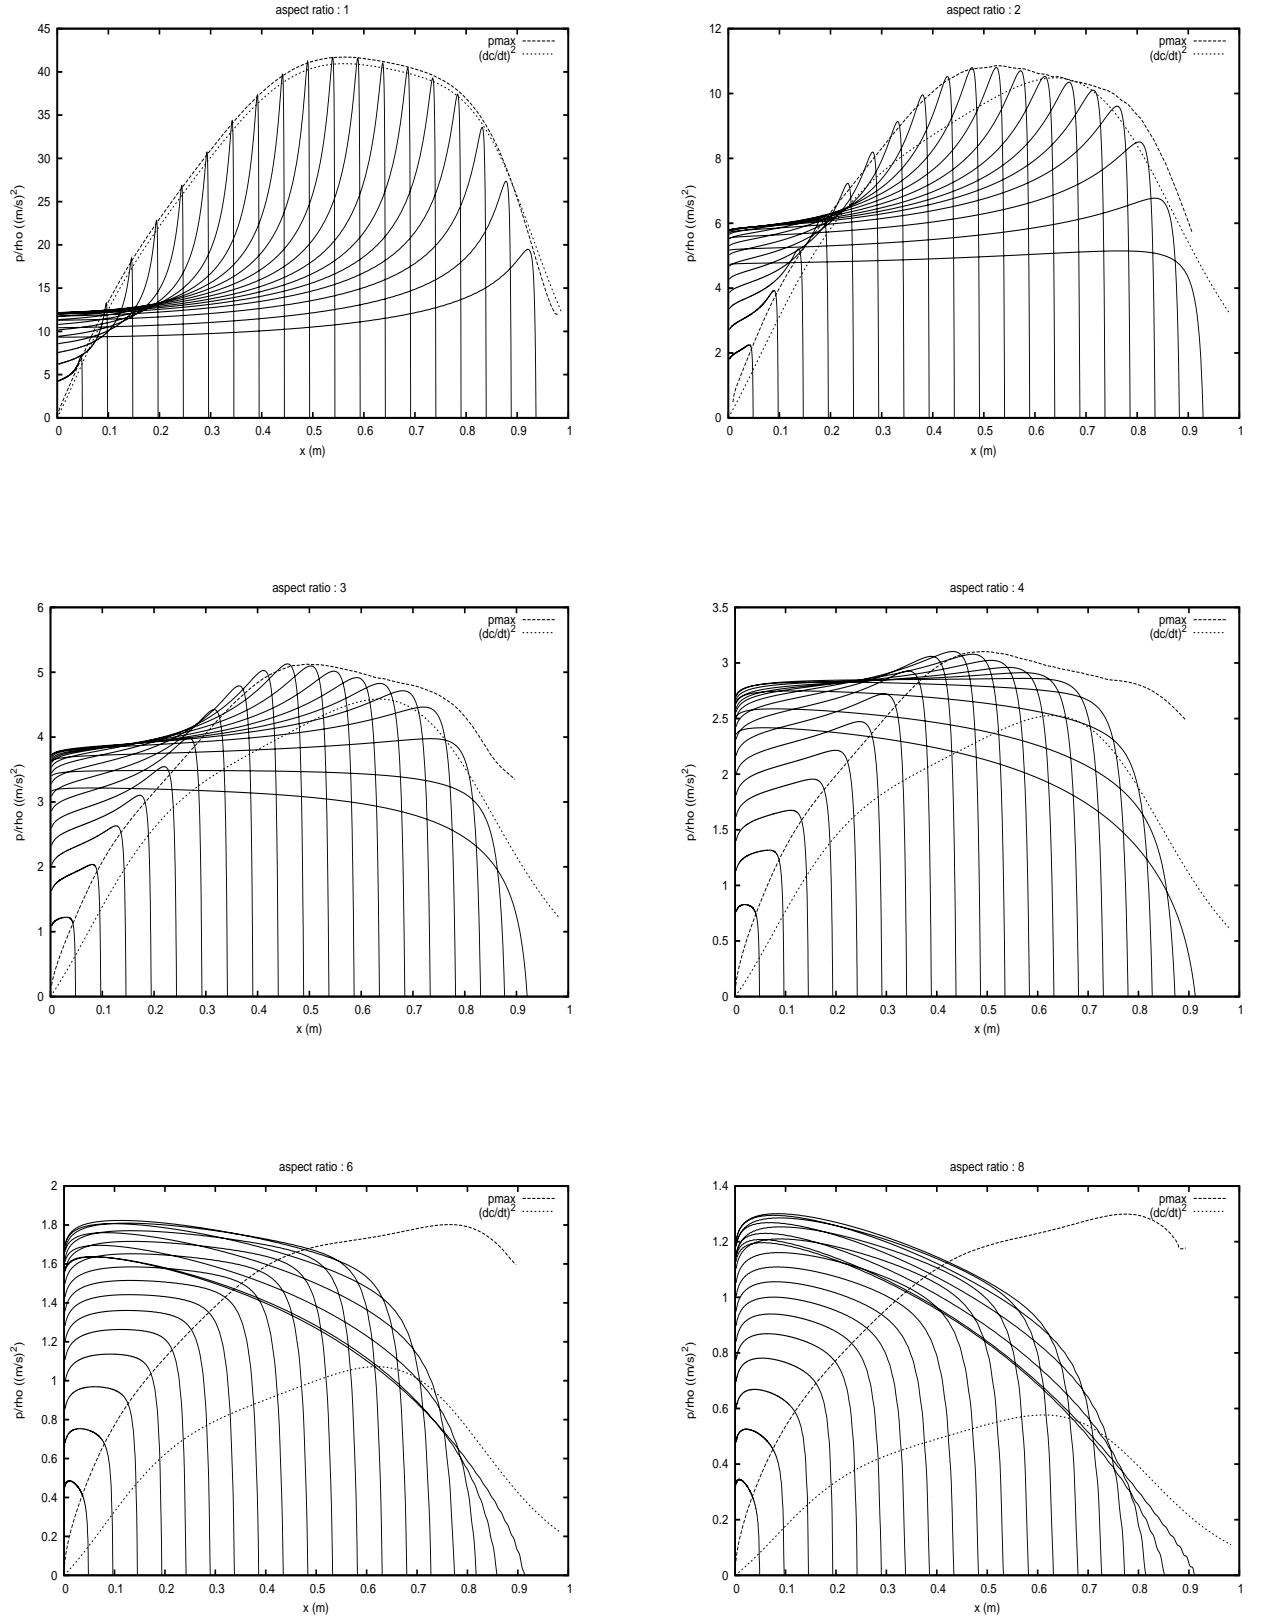 aspect ratio : 1
pmax
(dc/dt)²
45
40
35
30
25
20
15
10
5
0
p/rho ((m/s)²)
0 0.1 0.2 0.3 0.4 0.5 0.6 0.7 0.8 0.9 1
x (m)
aspect ratio : 2
pmax
(dc/dt)²
12
10
8
6
4
2
0
p/rho ((m/s)²)
0 0.1 0.2 0.3 0.4 0.5 0.6 0.7 0.8 0.9 1
x (m)
aspect ratio : 3
pmax
(dc/dt)²
6
5
4
3
2
1
0
p/rho ((m/s)²)
0 0.1 0.2 0.3 0.4 0.5 0.6 0.7 0.8 0.9 1
x (m)
aspect ratio : 4
pmax
(dc/dt)²
3.5
3
2.5
2
1.5
1
0.5
0
p/rho ((m/s)²)
0 0.1 0.2 0.3 0.4 0.5 0.6 0.7 0.8 0.9 1
x (m)
aspect ratio : 6
pmax
(dc/dt)²
2
1.8
1.6
1.4
1.2
1
0.8
0.6
0.4
0.2
0
p/rho ((m/s)²)
0 0.1 0.2 0.3 0.4 0.5 0.6 0.7 0.8 0.9 1
x (m)
aspect ratio : 8
pmax
(dc/dt)²
1.4
1.2
1
0.8
0.6
0.4
0.2
0
p/rho ((m/s)²)
0 0.1 0.2 0.3 0.4 0.5 0.6 0.7 0.8 0.9 1
x (m)